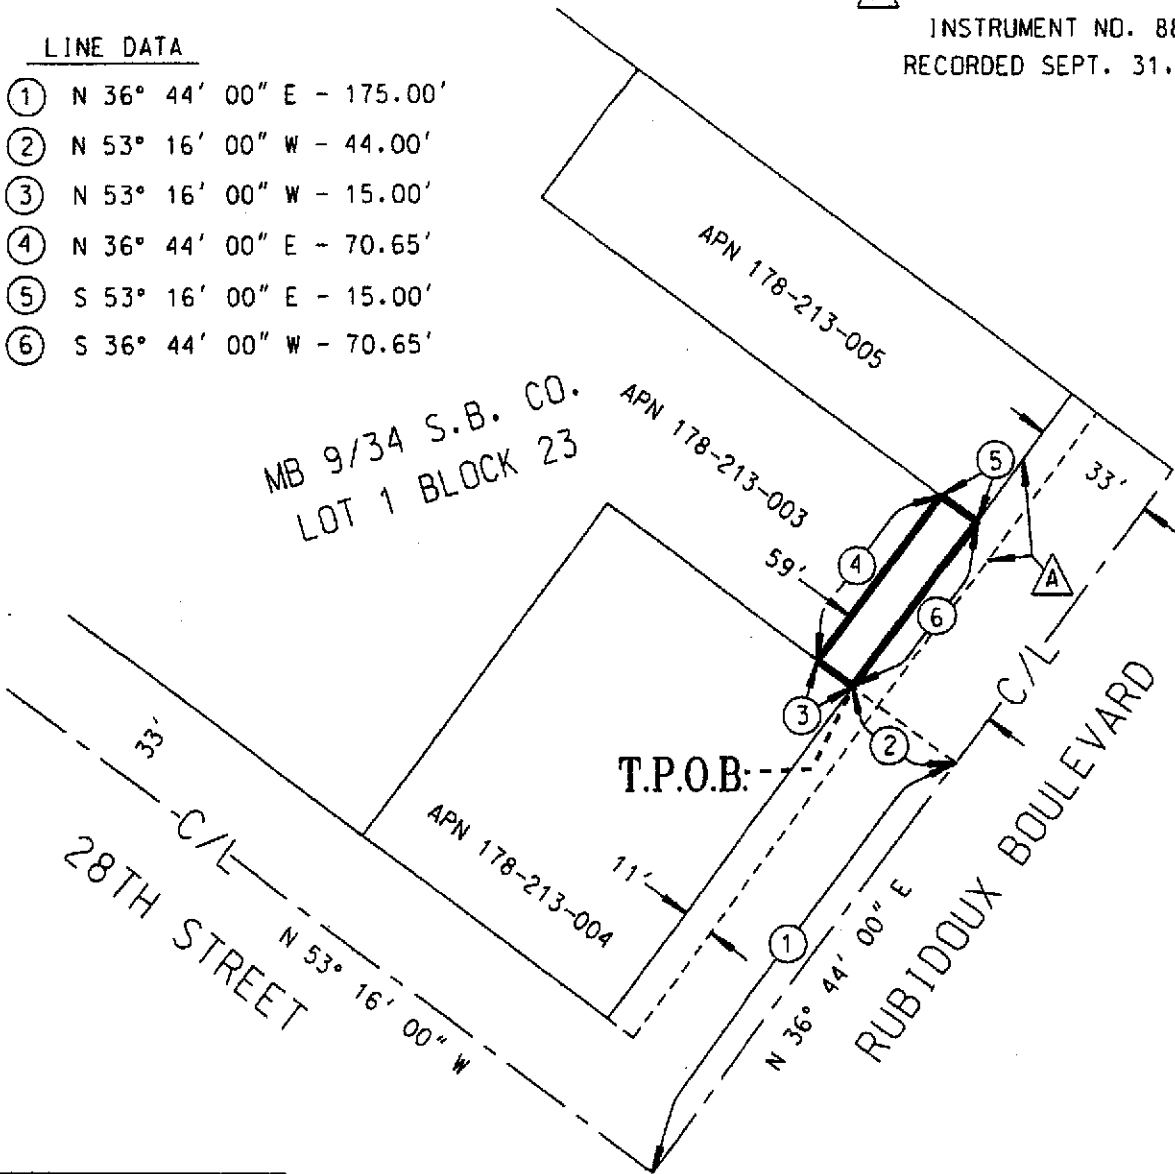 LINE DATA
① N 36° 44' 00" E - 175.00'
② N 53° 16' 00" W - 44.00'
③ N 53° 16' 00" W - 15.00'
④ N 36° 44' 00" E - 70.65'
⑤ S 53° 16' 00" E - 15.00'
⑥ S 36° 44' 00" W - 70.65'
INSTRUMENT NO. 88
RECORDED SEPT. 31.
APN 178-213-005
MB 9/34 S.B. CO.
LOT 1 BLOCK 23
APN 178-213-003
⑤
33'
59'
④
A
⑥
C/L
③
②
T.P.O.B.
33'
C/L
28TH STREET
N 53° 16' 00" W
APN 178-213-004
11'
①
N 36° 44' 00" E
RUBIDOUX BOULEVARD